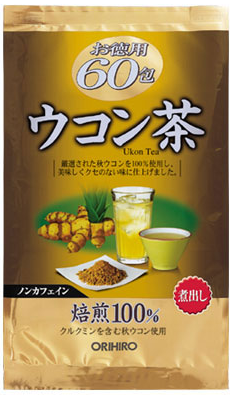 お徳用
60包
ウコン茶
Ukon Tea
厳選された秋ウコンを100%使用し、
美味しくクセのない味に仕上げました。
ノンカフェイン
煮出し
焙煎100%
クルクミンを含む秋ウコン使用
ORIHIRO